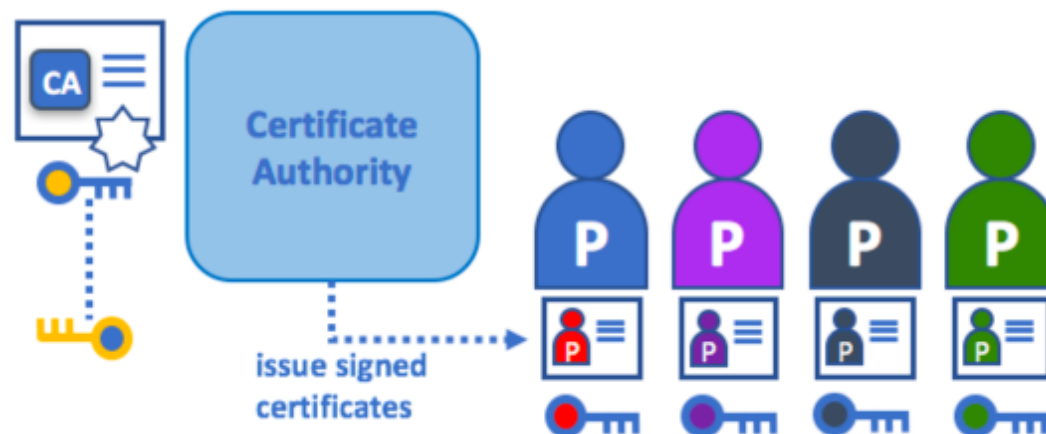 CA
Certificate
Authority
P P P P
issue signed
certificates
P P P P